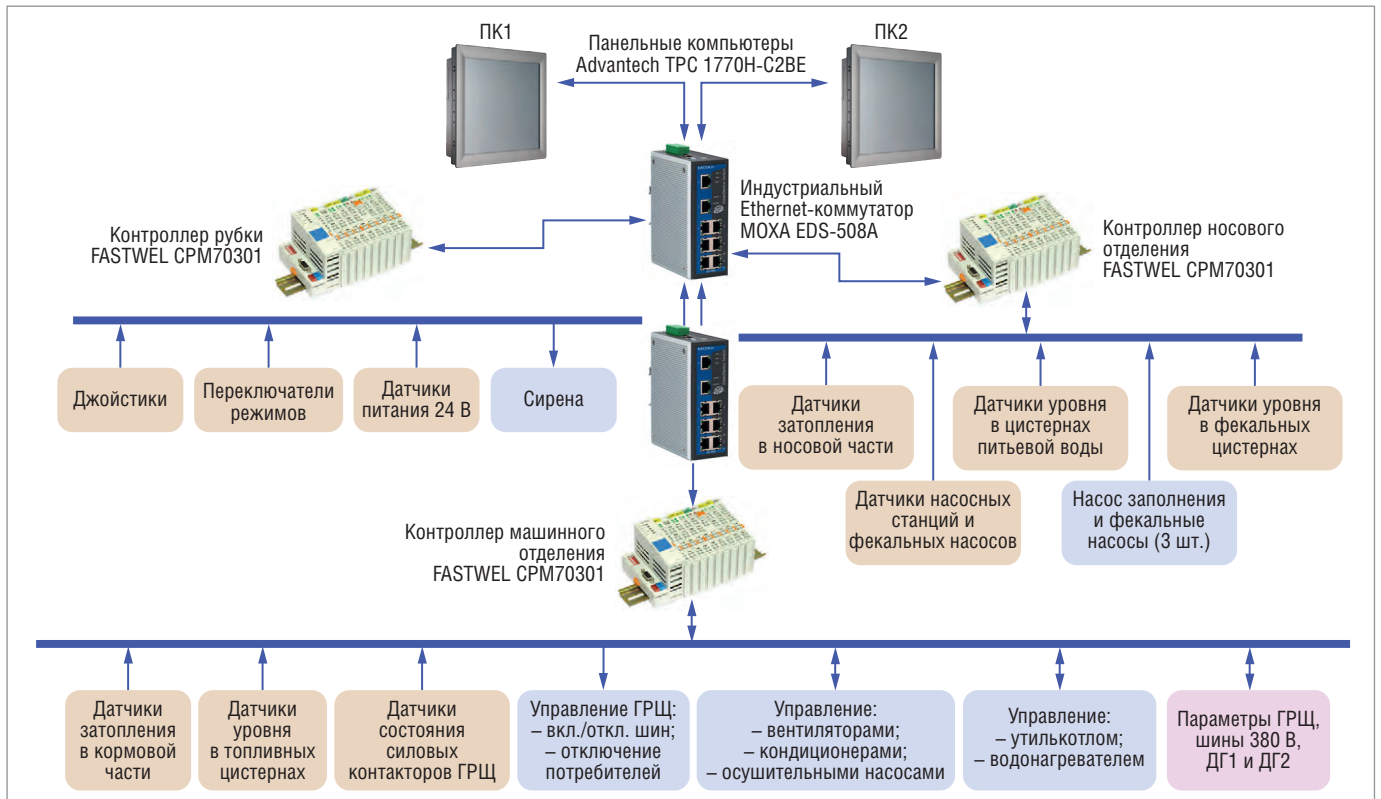 ПК1
Панельные компьютеры
Advantech TPC 1770H-C2BE
ПК2
Индустриальный
Ethernet-коммутатор
MOXA EDS-508A
Контроллер рубки
FASTWEL CPM70301
Контроллер носового
отделения
FASTWEL CPM70301
Джойстики
Переключатели
режимов
Датчики
питания 24 В
Сирена
Датчики
затопления
в носовой части
Датчики уровня
в цистернах
питьевой воды
Датчики уровня
в фекальных
цистернах
Датчики насосных
станций и
фекальных насосов
Насос заполнения
и фекальные
насосы (3 шт.)
Контроллер машинного
отделения
FASTWEL CPM70301
Датчики
затопления
в кормовой
части
Датчики
уровня
в топливных
цистернах
Датчики
состояния
силовых
контакторов ГРЩ
Управление ГРЩ:
– вкл./откл. шин;
– отключение
потребителей
Управление:
– вентиляторами;
– кондиционерами;
– осушительными насосами
Управление:
– утилькотлом;
– водонагревателем
Параметры ГРЩ,
шины 380 В,
ДГ1 и ДГ2